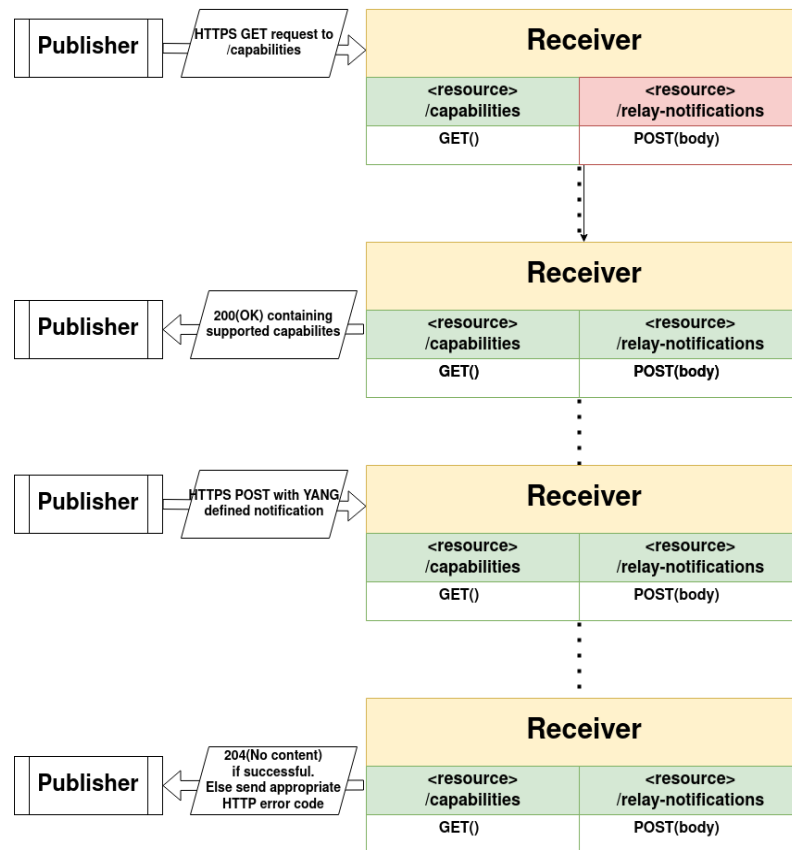 Publisher
HTTPS GET request to
/capabilities
Receiver
<resource>
/capabilities
<resource>
/relay-notifications
GET()
POST(body)
Publisher
200(OK) containing
supported capabilites
Receiver
<resource>
/capabilities
<resource>
/relay-notifications
GET()
POST(body)
Publisher
HTTPS POST with YANG
defined notification
Receiver
<resource>
/capabilities
<resource>
/relay-notifications
GET()
POST(body)
Publisher
204(No content)
if successful.
Else send appropriate
HTTP error code
Receiver
<resource>
/capabilities
<resource>
/relay-notifications
GET()
POST(body)